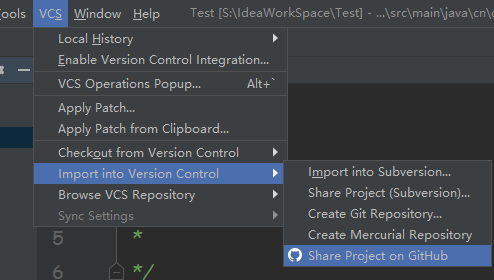 ools VCS Window Help Test [S:\IdeaWorkSpace\Test] - ...\src\main\java\cn\c
Local History
Enable Version Control Integration...
VCS Operations Popup... Alt+`
Apply Patch...
Apply Patch from Clipboard...
Checkout from Version Control
Import into Version Control
Browse VCS Repository
Sync Settings
Import into Subversion...
Share Project (Subversion)...
Create Git Repository...
Create Mercurial Repository
Share Project on GitHub
5 *
6 */